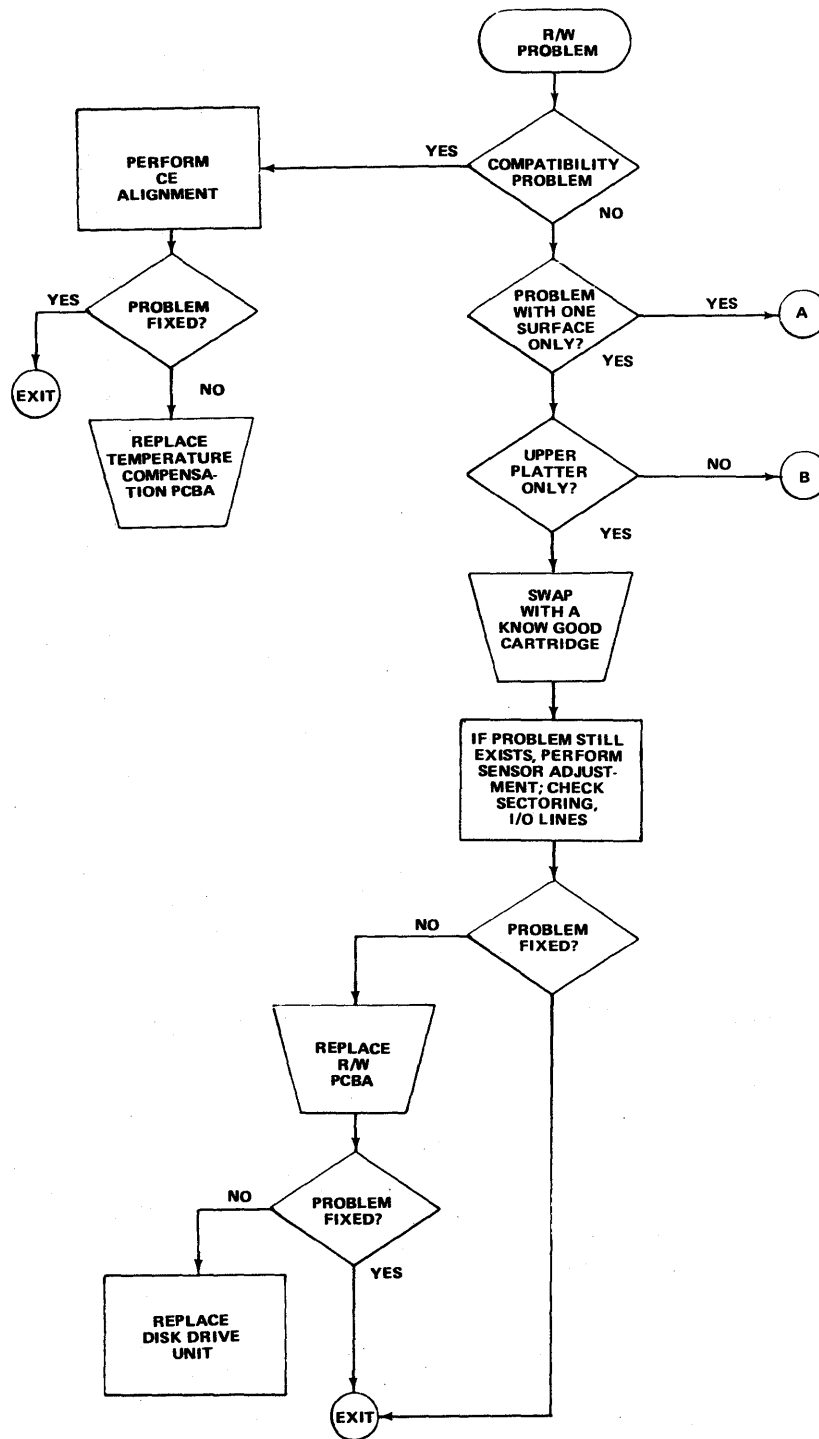 R/W
PROBLEM
YES
COMPATIBILITY
PROBLEM
NO
PERFORM
CE
ALIGNMENT
YES
PROBLEM
FIXED?
NO
EXIT
REPLACE
TEMPERATURE
COMPENSA-
TION PCBA
PROBLEM
WITH ONE
SURFACE
ONLY?
YES
A
YES
UPPER
PLATTER
ONLY?
NO
B
YES
SWAP
WITH A
KNOW GOOD
CARTRIDGE
IF PROBLEM STILL
EXISTS, PERFORM
SENSOR ADJUST-
MENT; CHECK
SECTORING,
I/O LINES
NO
PROBLEM
FIXED?
REPLACE
R/W
PCBA
NO
PROBLEM
FIXED?
YES
REPLACE
DISK DRIVE
UNIT
EXIT